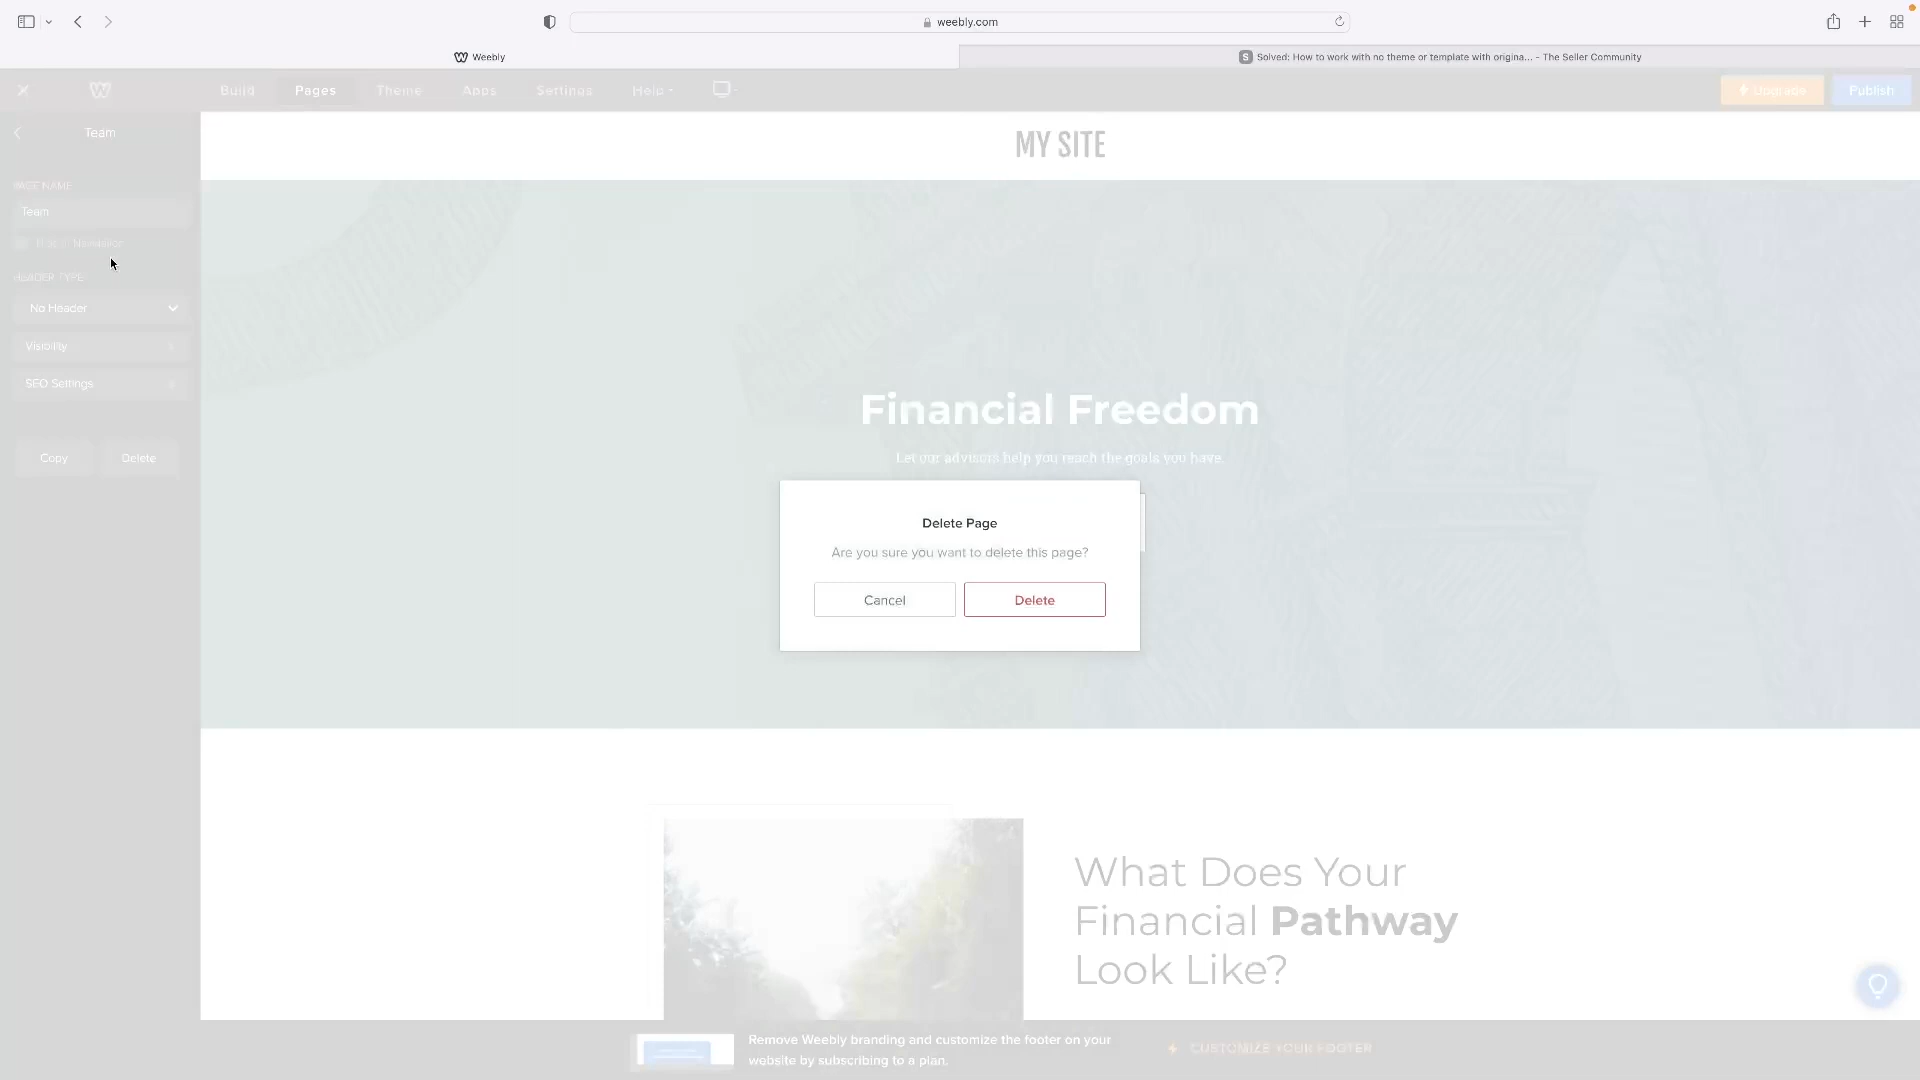 weebly.com
Weebly
S Solved: How to work with no theme or template with origina... - The Seller Community
Build Pages Theme Apps Settings Help Upgrade Publish
Team
MY SITE
PAGE NAME
Team
HEADER TYPE
No Header
Visibility
SEO Settings
Copy Delete
Financial Freedom
Let our advisors help you reach the goals you have.
Delete Page
Are you sure you want to delete this page?
Cancel Delete
What Does Your
Financial Pathway
Look Like?
Remove Weebly branding and customize the footer on your
website by subscribing to a plan.
CUSTOMIZE YOUR FOOTER